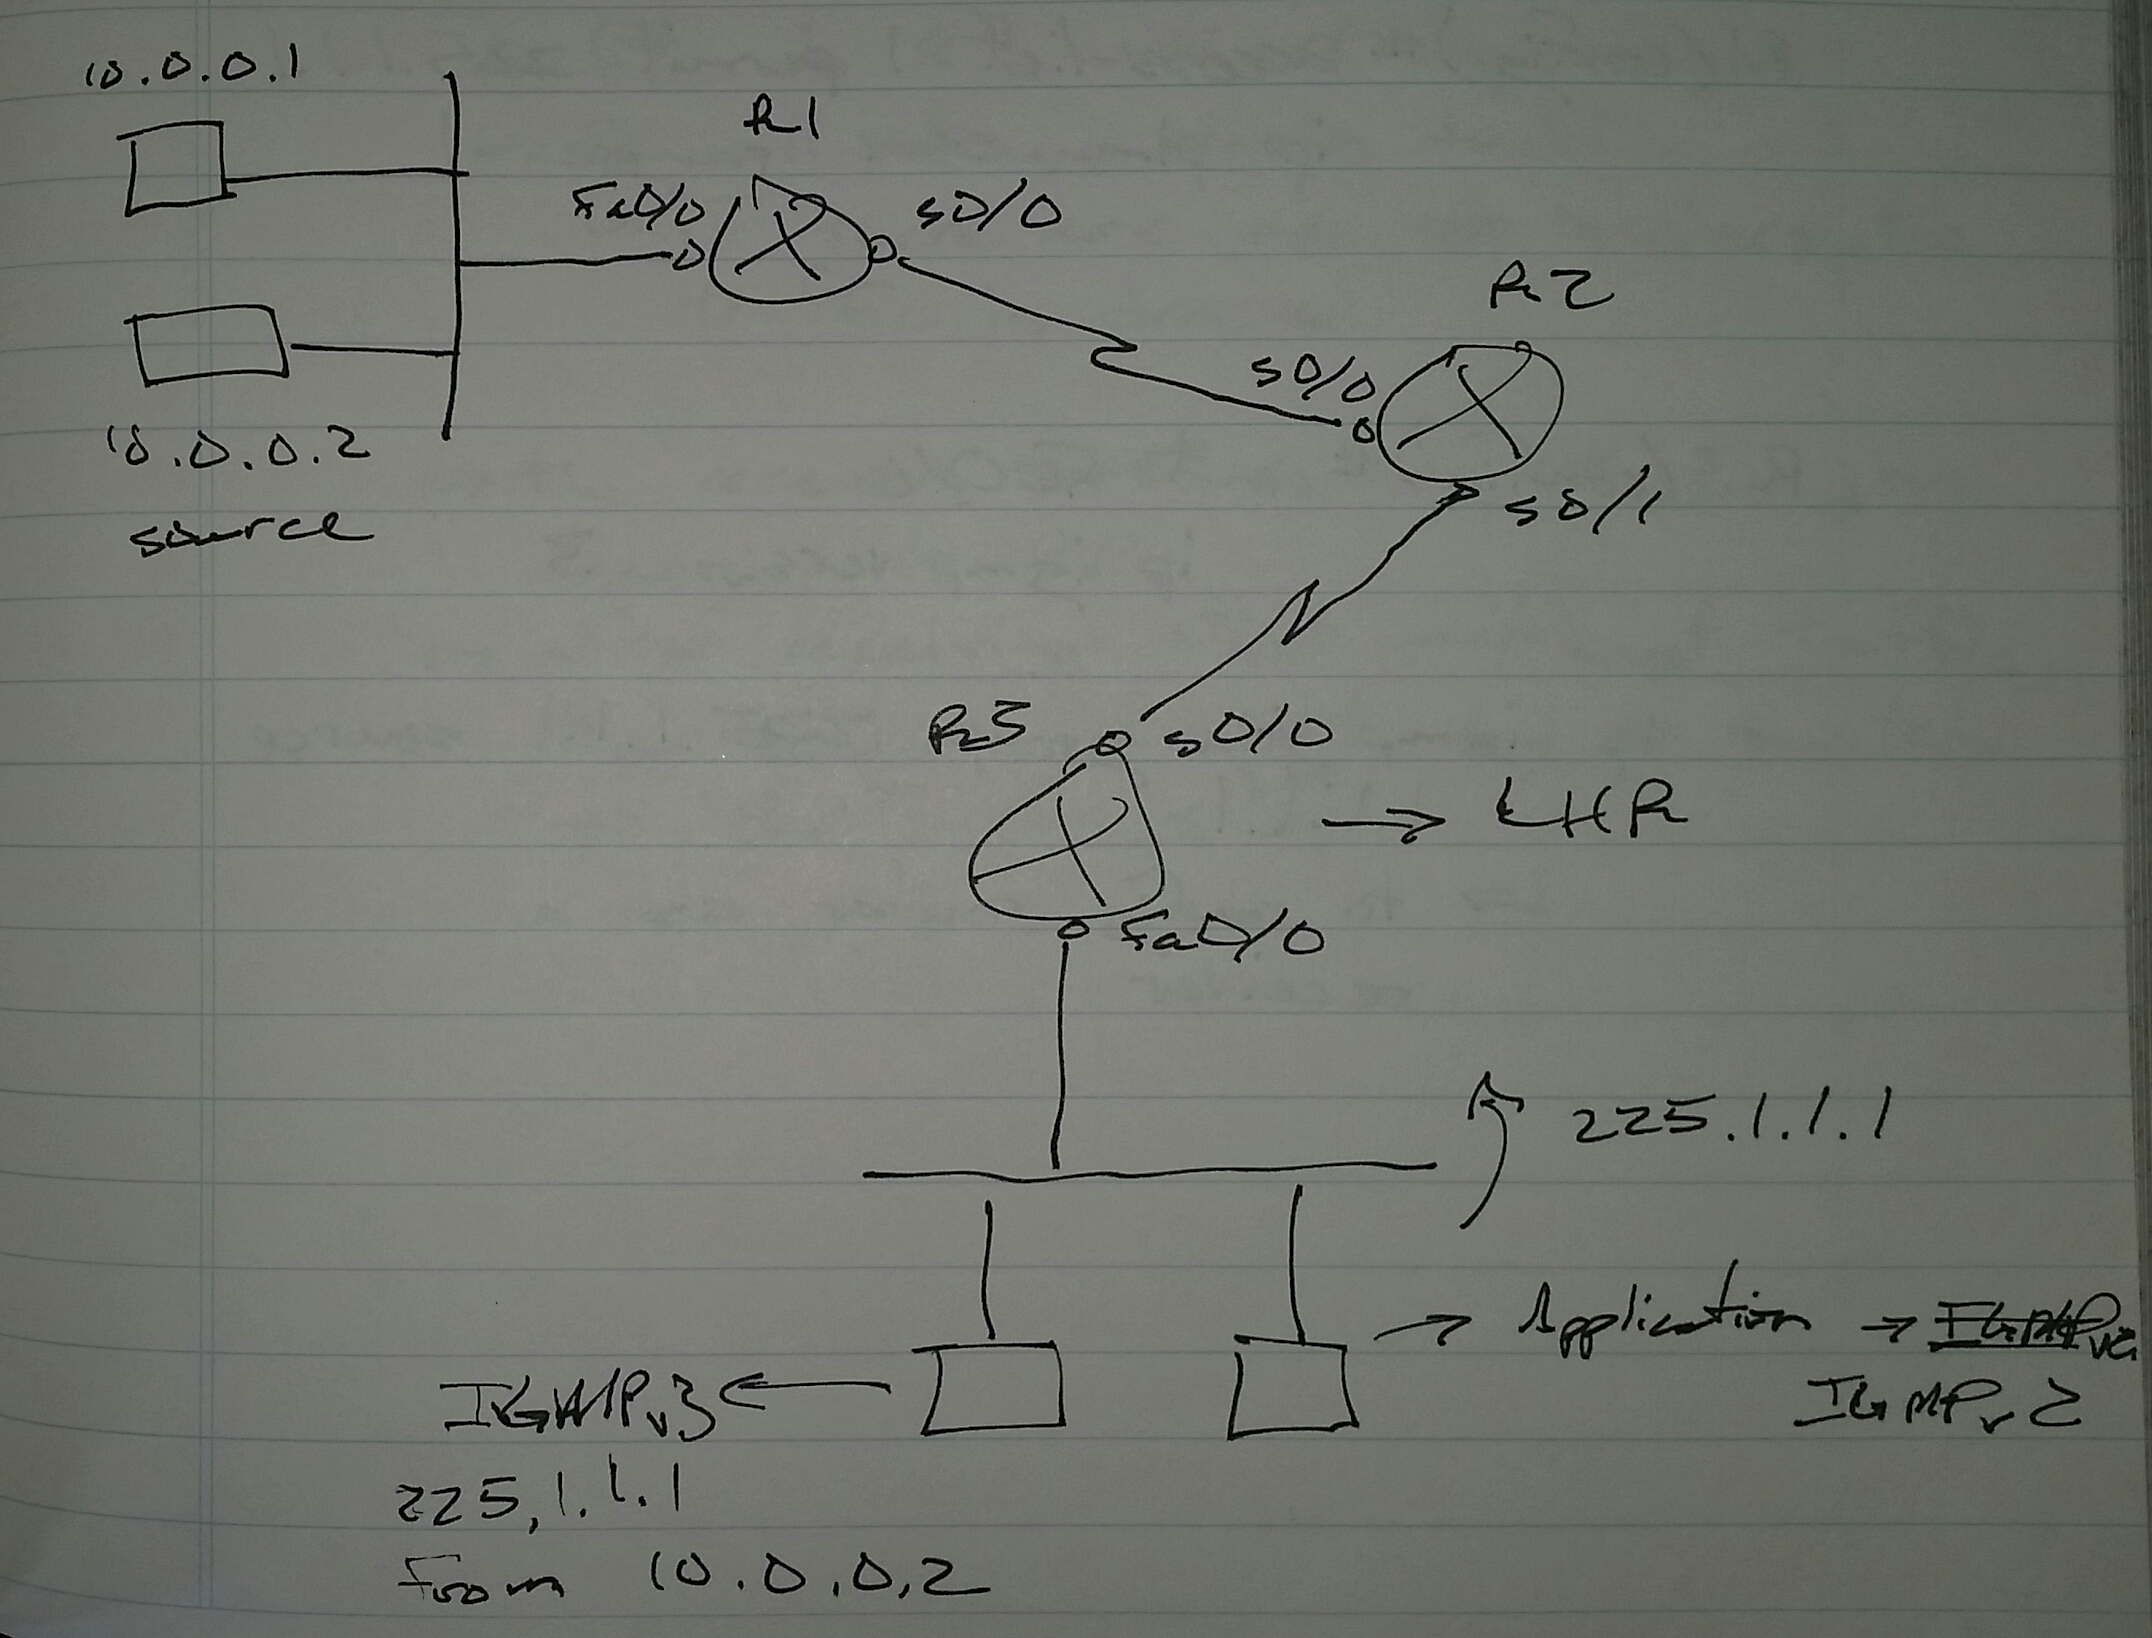 10.0.0.1
R1
Fa0/0
s0/0
R2
s0/0
10.0.0.2
source
s0/1
R3
s0/0
→ LHR
Fa0/0
225.1.1.1
→ Application → IGMPv2
IGMPv3 ←
225.1.1.1
From 10.0.0.2